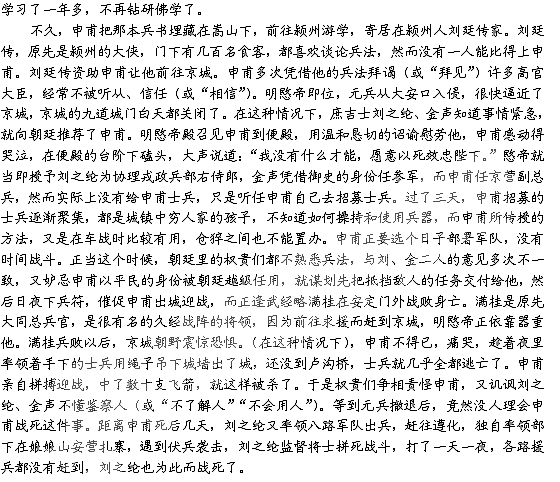 学习了一年多，不再钻研佛学了。
不久，申甫把那本兵书埋藏在嵩山下，前往颍州游学，寄居在颍州人刘廷传家。刘廷
传，原先是颍州的大侠，门下有几百名食客，都喜欢谈论兵法，然而没有一人能比得上申
甫。刘廷传资助申甫让他前往京城。申甫多次凭借他的兵法拜谒（或“拜见”）许多高官
大臣，经常不被听从、信任（或“相信”）。明愍帝即位，元兵从大安口入侵，很快逼近了
京城，京城的九道城门白天都关闭了。在这种情况下，庶吉士刘之纶、金声知道事情紧急，
就向朝廷推荐了申甫。明愍帝殿召见申甫到便殿，用温和恳切的诏谕慰劳他，申甫感动得
哭泣，在便殿的台阶下磕头，大声说道：“我没有什么才能，愿意以死效忠陛下。”愍帝就
当即授予刘之纶为协理戎政兵部右侍郎，金声凭借御史的身份任参军，而申甫任京营副总
兵，然而实际上没有给申甫士兵，只是听任申甫自己去招募士兵。过了三天，申甫招募的
士兵逐渐聚集，都是城镇中穷人家的孩子，不知道如何操持和使用兵器，而申甫所传授的
方法，又是在车战时比较有用，仓猝之间也不能置办。申甫正要选个日子部署军队，没有
时间战斗。正当这个时候，朝廷里的权贵们都不熟悉兵法，与刘、金二人的意见多次不一
致，又妒忌申甫以平民的身份被朝廷越级任用，就谋划先把抵挡敌人的任务交付给他，然
后日夜下兵符，催促申甫出城迎战，而正逢武经略满桂在安定门外战败身亡。满桂是原先
大同总兵官，是很有名的久经战阵的将领，因为前往求援而赶到京城，明愍帝正依靠器重
他。满桂兵败以后，京城朝野震惊恐惧。（在这种情况下），申甫不得已，痛哭，趁着夜里
率领着手下的士兵用绳子吊下城墙出了城，还没到卢沟桥，士兵就几乎全都逃亡了。申甫
亲自拼搏迎战，中了数十支飞箭，就这样被杀了。于是权贵们争相责怪申甫，又讥讽刘之
纶、金声不懂鉴察人（或“不了解人”“不会用人”）。等到元兵撤退后，竟然没人理会申
甫战死这件事。距离申甫死后几天，刘之纶又率领八路军队出兵，赶往遵化，独自率领部
下在娘娘山安营扎寨，遇到伏兵袭击，刘之纶监督将士拼死战斗，打了一天一夜，各路援
兵都没有赶到，刘之纶也为此而战死了。